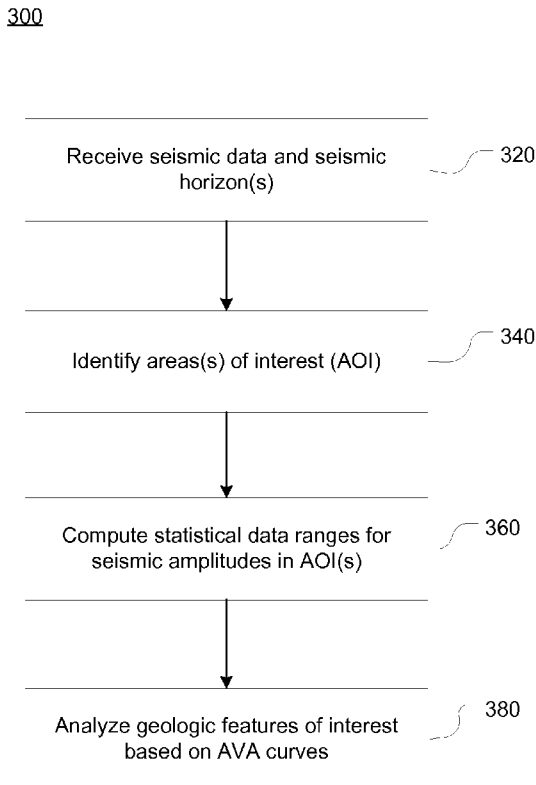 300
Receive seismic data and seismic
horizon(s)
320
Identify areas(s) of interest (AOI)
340
Compute statistical data ranges for
seismic amplitudes in AOI(s)
360
Analyze geologic features of interest
based on AVA curves
380